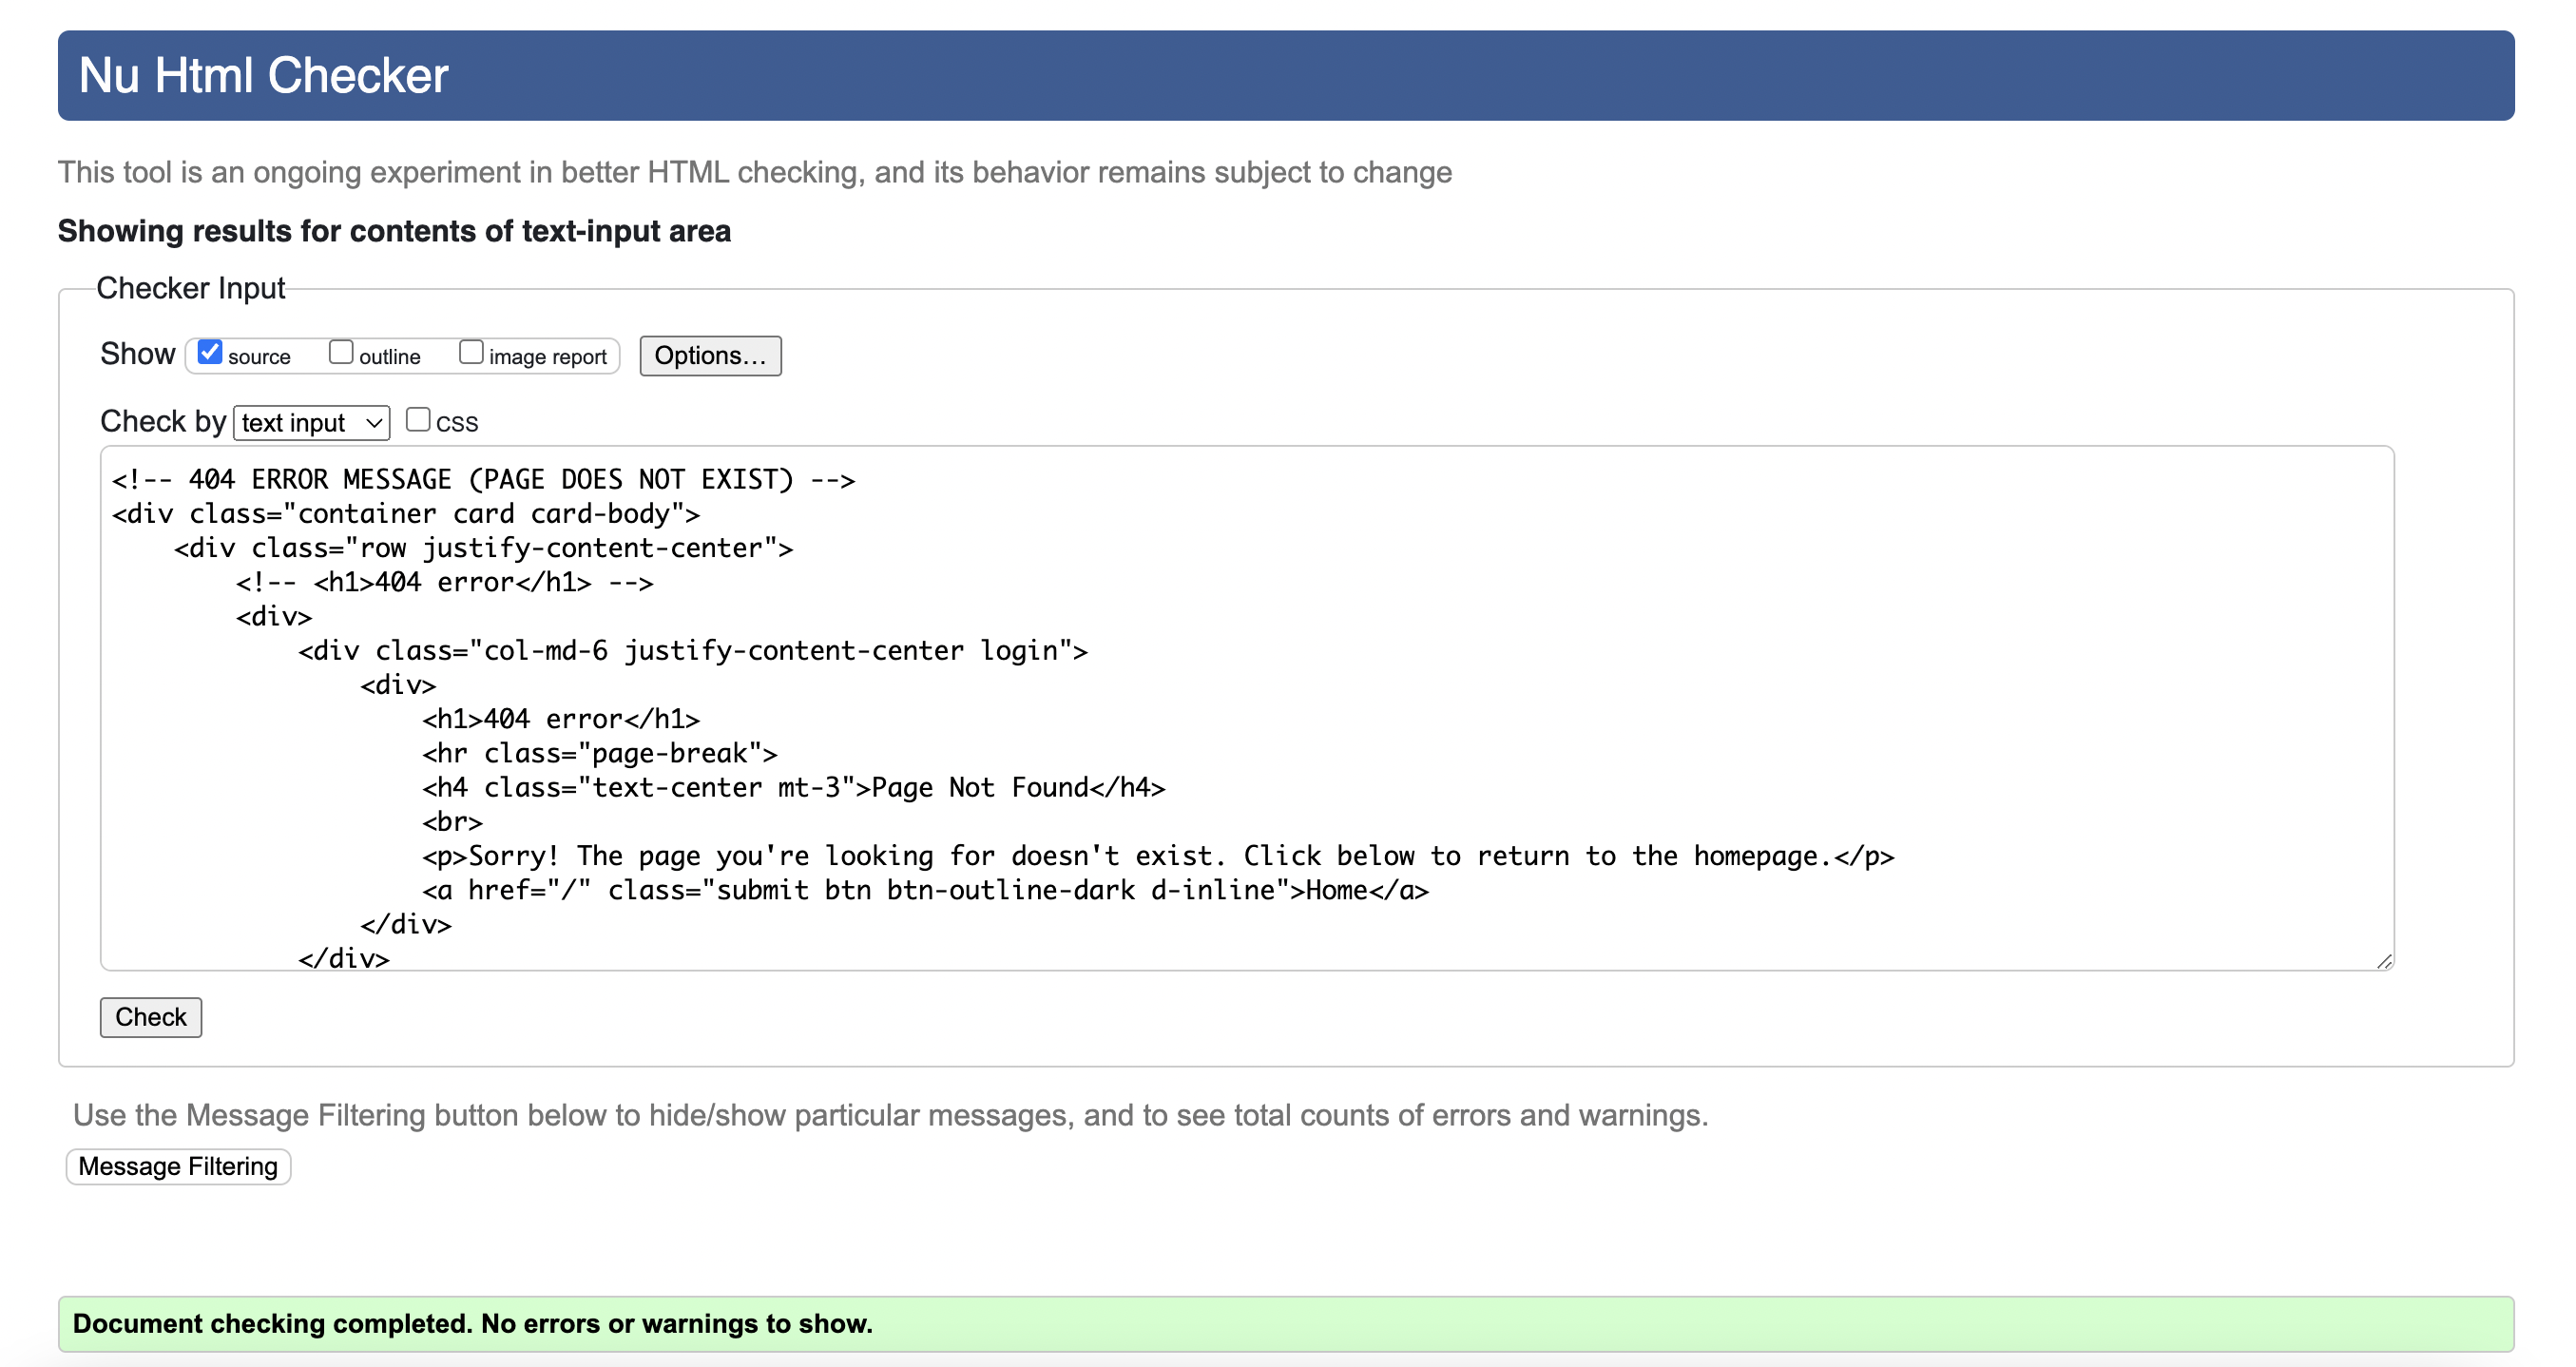 Nu Html Checker
This tool is an ongoing experiment in better HTML checking, and its behavior remains subject to change
Showing results for contents of text-input area
Checker Input
Show source outline image report Options...
Check by text input CSS
<!-- 404 ERROR MESSAGE (PAGE DOES NOT EXIST) -->
<div class="container card card-body">
    <div class="row justify-content-center">
        <!-- <h1>404 error</h1> -->
        <div>
            <div class="col-md-6 justify-content-center login">
                <div>
                    <h1>404 error</h1>
                    <hr class="page-break">
                    <h4 class="text-center mt-3">Page Not Found</h4>
                    <br>
                    <p>Sorry! The page you're looking for doesn't exist. Click below to return to the homepage.</p>
                    <a href="/" class="submit btn btn-outline-dark d-inline">Home</a>
                </div>
            </div>
Check
Use the Message Filtering button below to hide/show particular messages, and to see total counts of errors and warnings.
Message Filtering
Document checking completed. No errors or warnings to show.